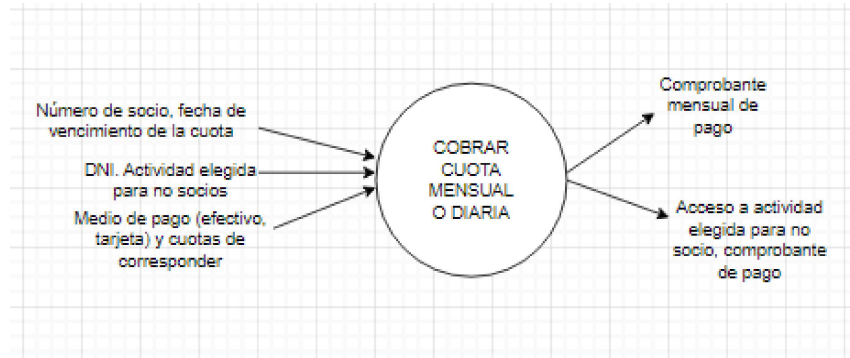 Número de socio, fecha de
vencimiento de la cuota
DNI. Actividad elegida
para no socios
Medio de pago (efectivo,
tarjeta) y cuotas de
corresponder
COBRAR
CUOTA
MENSUAL
O DIARIA
Comprobante
mensual de
pago
Acceso a actividad
elegida para no
socio, comprobante
de pago